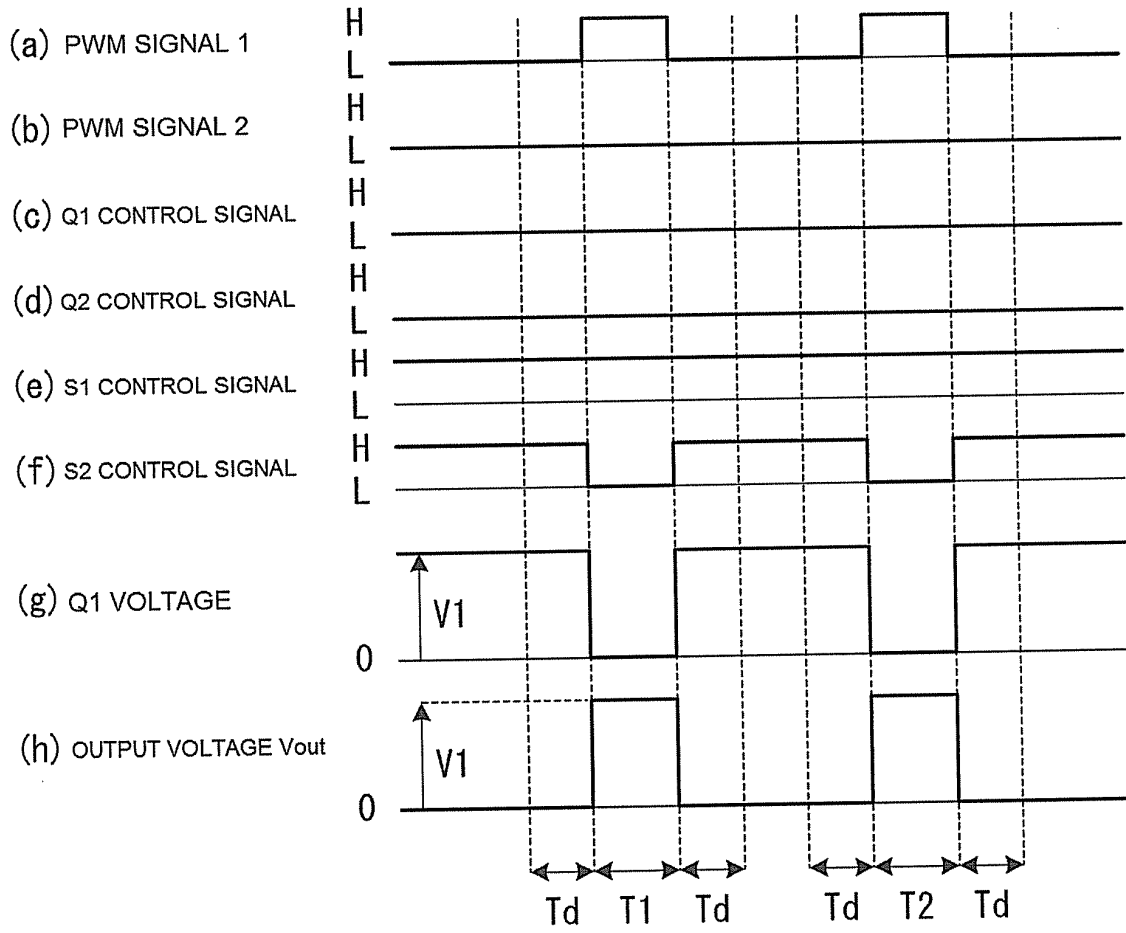 (a) PWM SIGNAL 1
H
L
(b) PWM SIGNAL 2
H
L
(c) Q1 CONTROL SIGNAL
H
L
(d) Q2 CONTROL SIGNAL
H
L
(e) S1 CONTROL SIGNAL
H
L
(f) S2 CONTROL SIGNAL
H
L
(g) Q1 VOLTAGE
V1
0
(h) OUTPUT VOLTAGE Vout
V1
0
Td T1 Td Td T2 Td